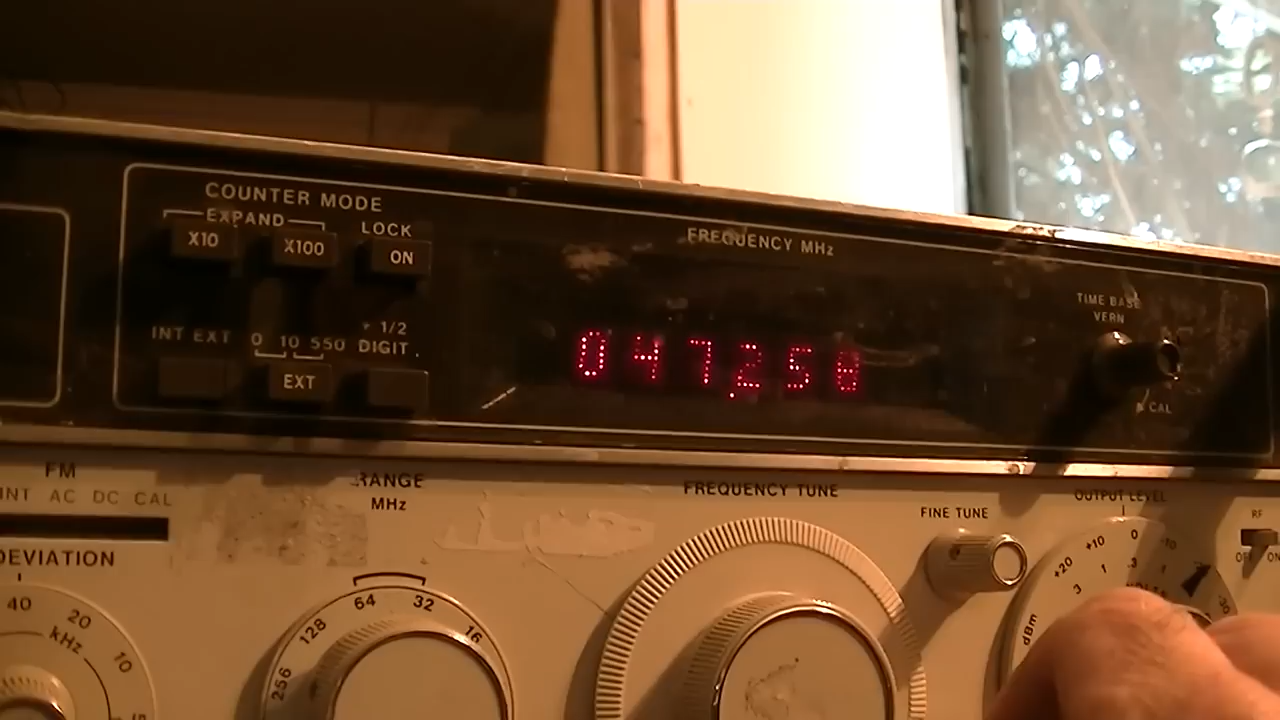 COUNTER MODE
EXPAND
X10 X100
LOCK
ON
INT EXT
0 10 550
EXT
1/2
DIGIT
FREQUENCY MHz
047.250
TIME BASE
VERN
CAL
FM
INT AC DC CAL
DEVIATION
40 20 10
kHz
RANGE
MHz
256 128 64 32 16
FREQUENCY TUNE
FINE TUNE
OUTPUT LEVEL
+20 +10 0
3 1 .3 .1
dBm
RF
ON